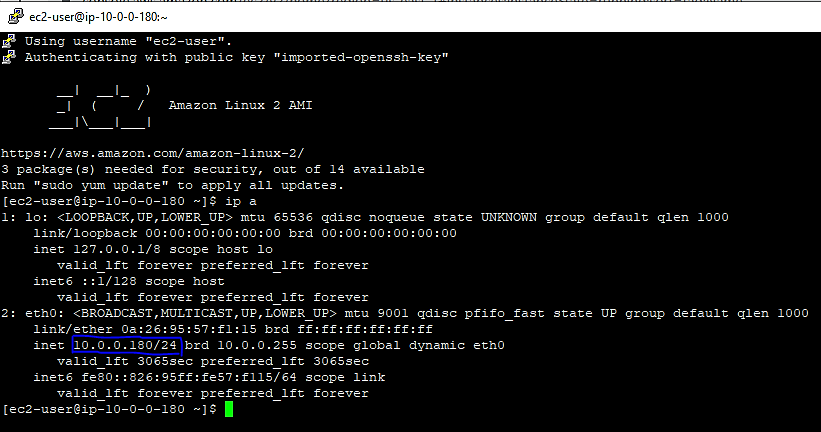 ec2-user@ip-10-0-0-180:~
Using username "ec2-user".
Authenticating with public key "imported-openssh-key"
__|  __|_  )
_|  (     /   Amazon Linux 2 AMI
___|\___|___|
https://aws.amazon.com/amazon-linux-2/
3 package(s) needed for security, out of 14 available
Run "sudo yum update" to apply all updates.
[ec2-user@ip-10-0-0-180 ~]$ ip a
1: lo: <LOOPBACK,UP,LOWER_UP> mtu 65536 qdisc noqueue state UNKNOWN group default qlen 1000
link/loopback 00:00:00:00:00:00 brd 00:00:00:00:00:00
inet 127.0.0.1/8 scope host lo
valid_lft forever preferred_lft forever
inet6 ::1/128 scope host
valid_lft forever preferred_lft forever
2: eth0: <BROADCAST,MULTICAST,UP,LOWER_UP> mtu 9001 qdisc pfifo_fast state UP group default qlen 1000
link/ether 0a:26:95:57:f1:15 brd ff:ff:ff:ff:ff:ff
inet 10.0.0.180/24 brd 10.0.0.255 scope global dynamic eth0
valid_lft 3065sec preferred_lft 3065sec
inet6 fe80::826:95ff:fe57:f115/64 scope link
valid_lft forever preferred_lft forever
[ec2-user@ip-10-0-0-180 ~]$